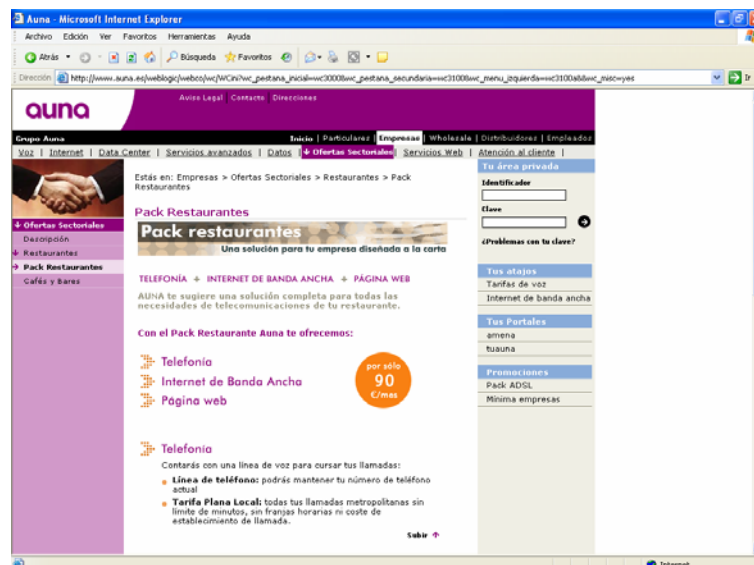 Auna - Microsoft Internet Explorer
Archivo Edición Ver Favoritos Herramientas Ayuda
Atrás Búsqueda Favoritos
Dirección http://www.auna.es/weblogic/webco/wc/WCini?wc_pestana_inicial=wc3000&wc_pestana_secundaria=wc3100&wc_menu_izquierda=wc3100a&&wc_misc=yes Ir
auna
Aviso Legal | Contacto | Direcciones
Grupo Auna
Inicio | Particulares | Empresas | Wholesale | Distribuidores | Empleados
Voz | Internet | Data Center | Servicios avanzados | Datos | Ofertas Sectoriales | Servicios Web | Atención al cliente |
Ofertas Sectoriales
Descripción
Restaurantes
Pack Restaurantes
Cafés y Bares
Estás en: Empresas > Ofertas Sectoriales > Restaurantes > Pack
Restaurantes
Pack Restaurantes
Pack restaurantes
Una solución para tu empresa diseñada a la carta
TELEFONÍA + INTERNET DE BANDA ANCHA + PÁGINA WEB
AUNA te sugiere una solución completa para todas las
necesidades de telecomunicaciones de tu restaurante.
Con el Pack Restaurante Auna te ofrecemos:
Telefonía
Internet de Banda Ancha
Página web
por sólo
90
€/mes
Telefonía
Contarás con una línea de voz para cursar tus llamadas:
Línea de teléfono: podrás mantener tu número de teléfono
actual
Tarifa Plana Local: todas tus llamadas metropolitanas sin
límite de minutos, sin franjas horarias ni coste de
establecimiento de llamada.
Subir
Tu área privada
Identificador
Clave
¿Problemas con tu clave?
Tus atajos
Tarifas de voz
Internet de banda ancha
Tus Portales
amena
tuauna
Promociones
Pack ADSL
Mínima empresas
Internet